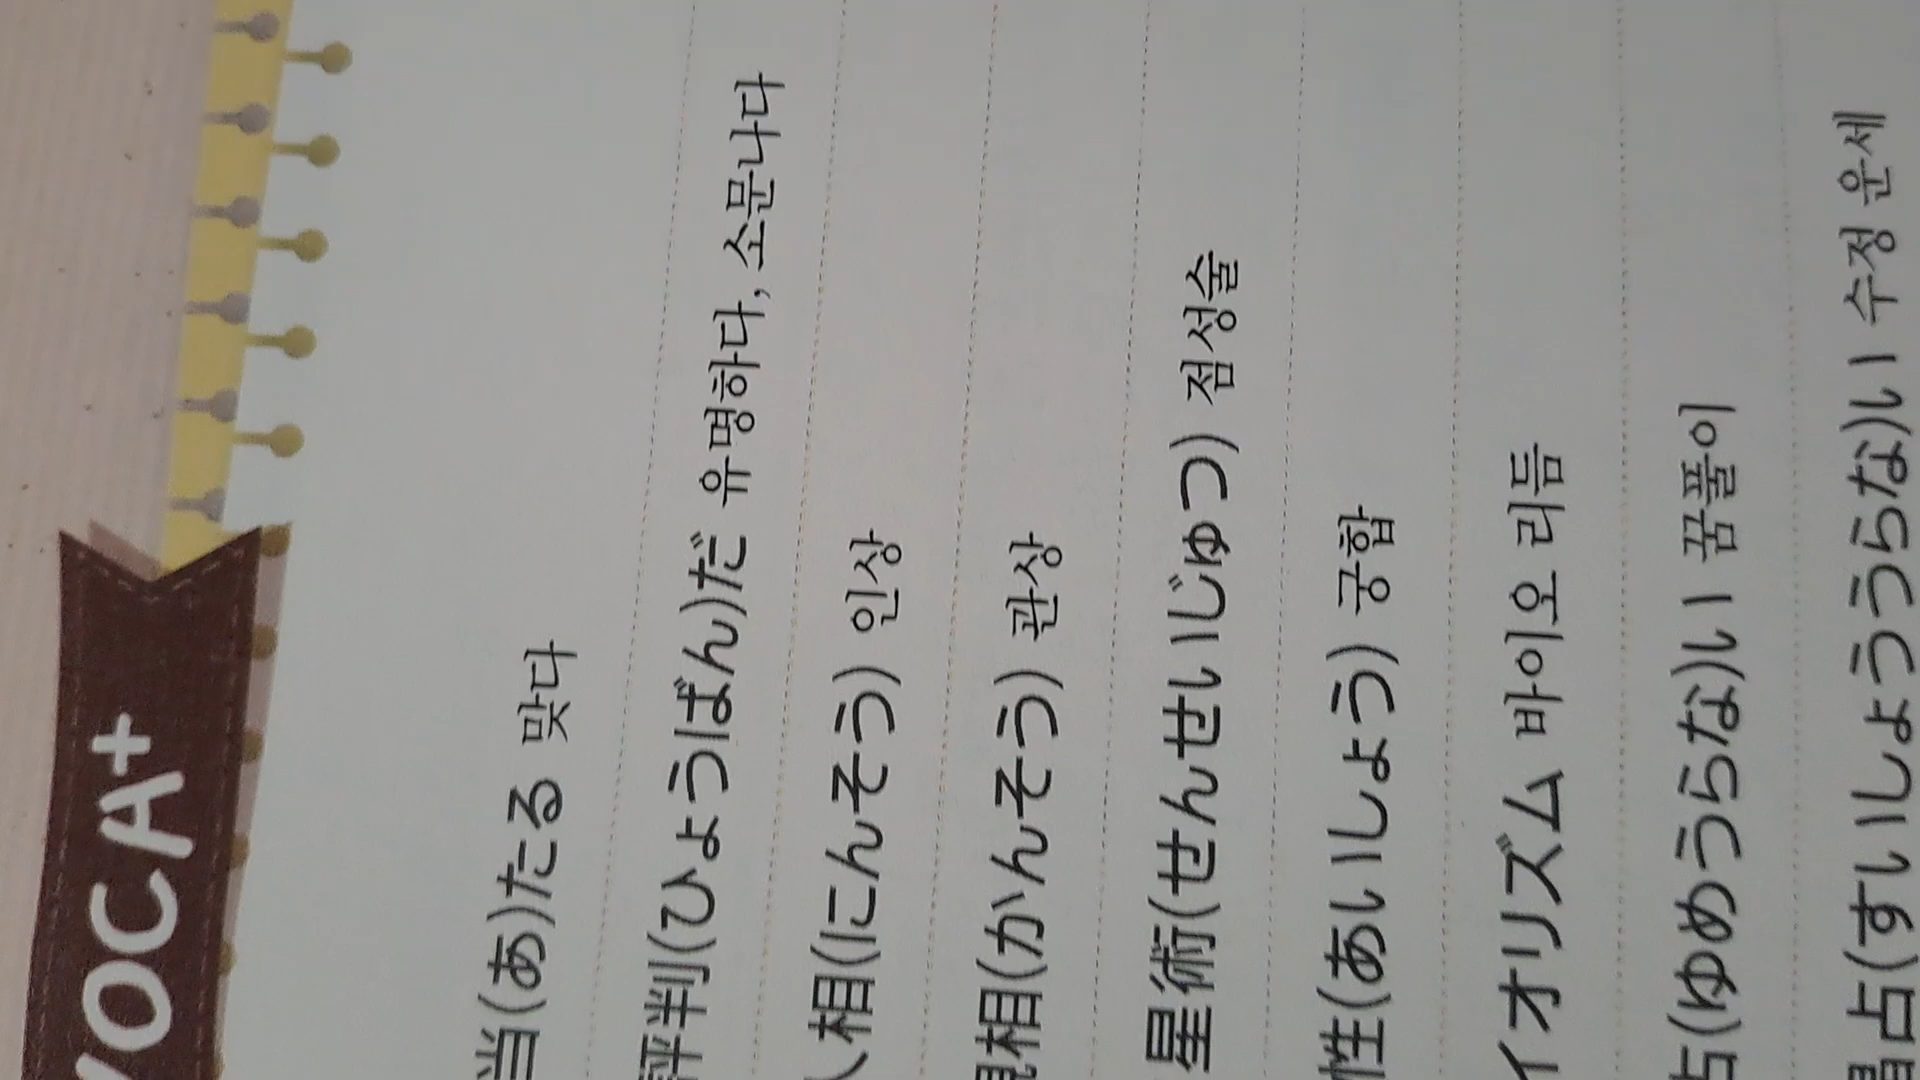 VOCA+
当(あ)たる 맞다
評判(ひょうばん)だ 유명하다, 소문나다
人相(にんそう) 인상
観相(かんそう) 관상
星術(せんせいじゅつ) 점성술
性(あいしょう) 궁합
イオリズム 바이오 리듬
占(ゆめうらな)い 꿈풀이
晶占(すいしょううらな)い 수정 운세